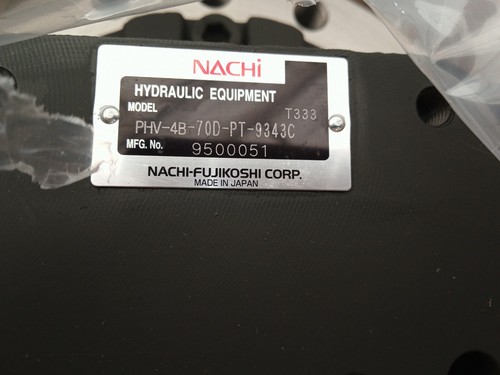 NACHi
HYDRAULIC EQUIPMENT
MODEL T333
PHV-4B-70D-PT-9343C
MFG. No. 9500051
NACHI-FUJIKOSHI CORP.
MADE IN JAPAN